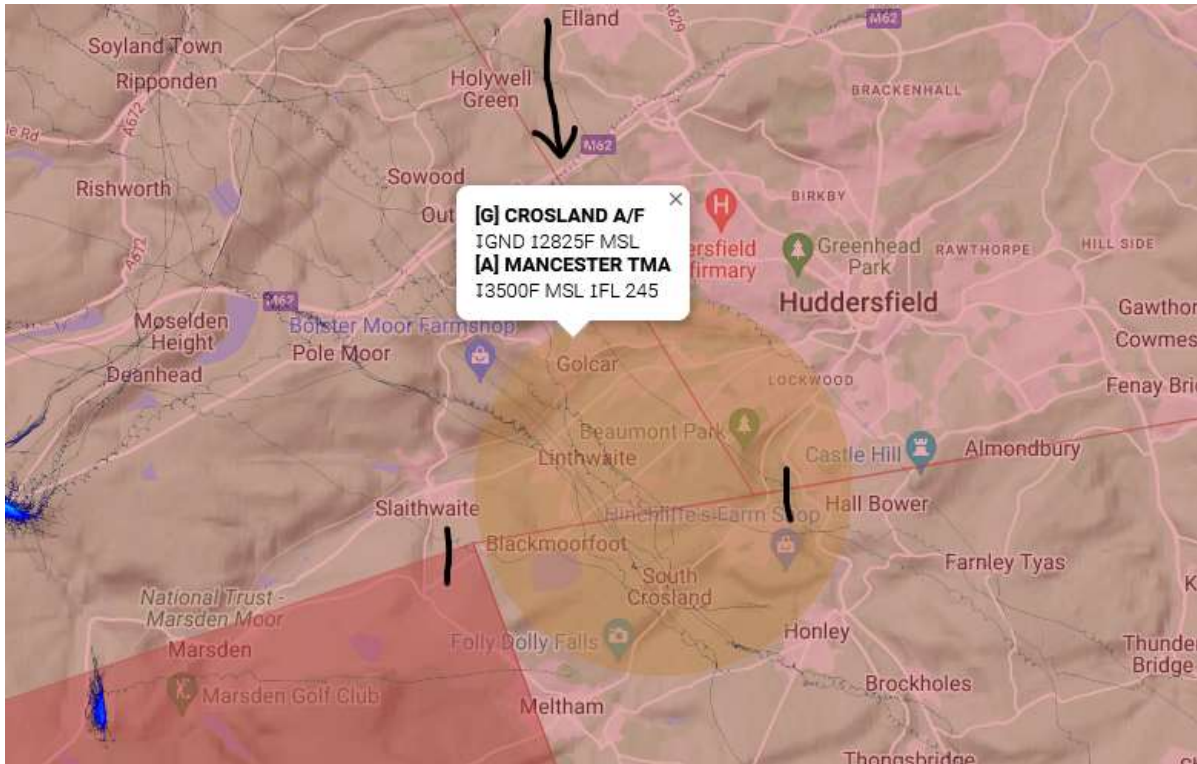 Elland
A629
M62
Soyland Town
Ripponden
Holywell
Green
BRACKENHALL
A672
M62
Rishworth
Sowood
BIRKBY
Out
[G] CROSLAND A/F
IGND I2825F MSL
[A] MANCESTER TMA
I3500F MSL IFL 245
×
H
ersfield
firmary
Greenhead
Park
RAWTHORPE
HILL SIDE
A672
M62
Huddersfield
Moselden
Height
Bolster Moor Farmshop
Gawthor
Pole Moor
Cowmes
Deanhead
Golcar
LOCKWOOD
Fenay Bri
Beaumont Park
Castle Hill
Almondbury
Linthwaite
Slaithwaite
Hinchliffe's Farm Shop
Hall Bower
Blackmoorfoot
Farnley Tyas
South
Crosland
National Trust -
Marsden Moor
Marsden
Folly Dolly Falls
Honley
Thunder
Bridge
Marsden Golf Club
Meltham
Brockholes
Thongsbridge